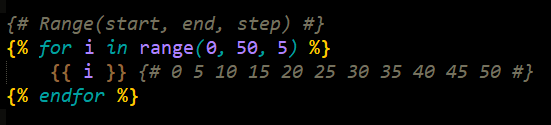 {# Range(start, end, step) #}
{% for i in range(0, 50, 5) %}
    {{ i }} {# 0 5 10 15 20 25 30 35 40 45 50 #}
{% endfor %}